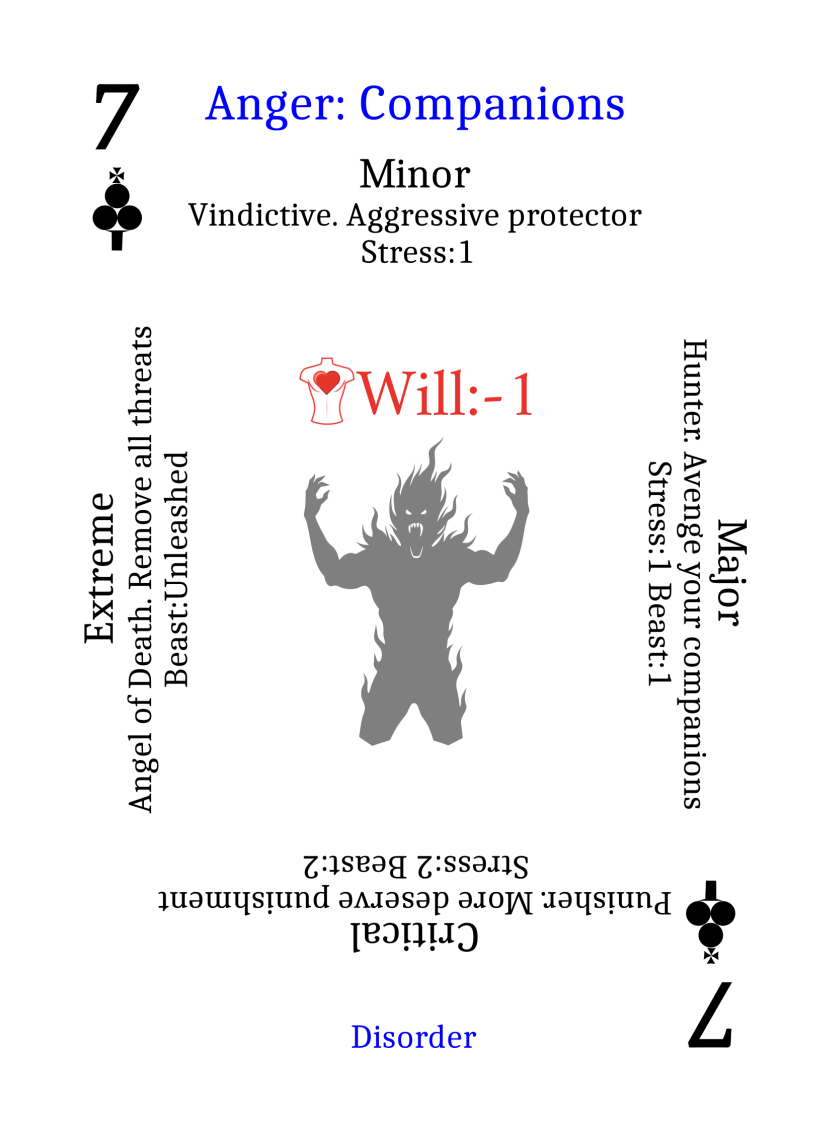 7
Anger: Companions
Minor
Vindictive. Aggressive protector
Stress:1
Will:-1
Major
Hunter. Avenge your companions
Stress:1 Beast:1
Critical
Punisher. More deserve punishment
Stress:2 Beast:2
Extreme
Angel of Death. Remove all threats
Beast:Unleashed
7
Disorder